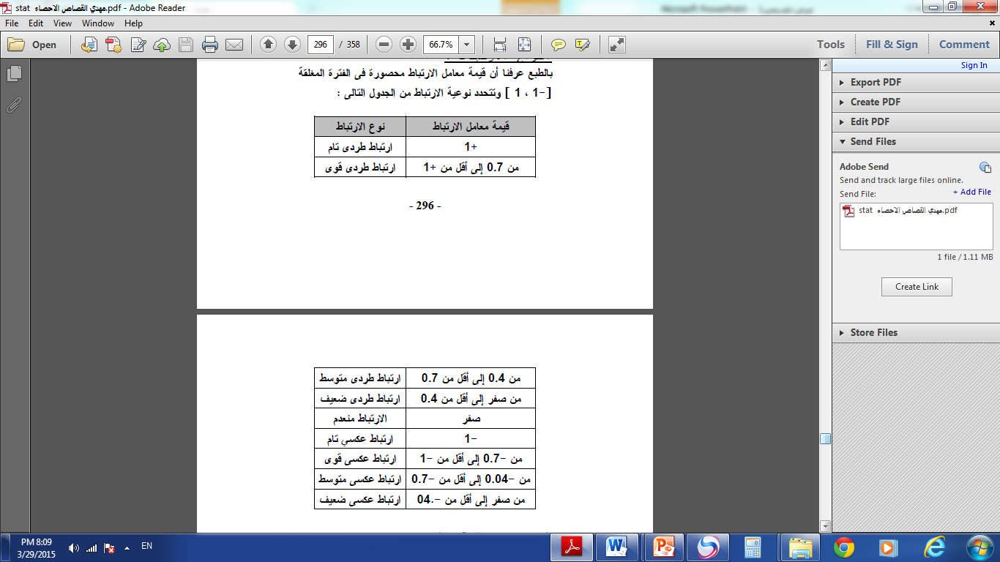 stat مهدي القصاص الاحصاء.pdf - Adobe Reader
File Edit View Window Help
Open 296 / 358 66.7% Tools Fill & Sign Comment
بالطبع عرفنا أن قيمة معامل الارتباط محصورة فى الفترة المغلقة
[-1 ، 1 ] وتتحدد نوعية الارتباط من الجدول التالى :
قيمة معامل الارتباط نوع الارتباط
+1 ارتباط طردى تام
من 0.7 إلى أقل من +1 ارتباط طردى قوى
- 296 -
من 0.4 إلى أقل من 0.7 ارتباط طردى متوسط
من صفر إلى أقل من 0.4 ارتباط طردى ضعيف
صفر الارتباط منعدم
-1 ارتباط عكسي تام
من -0.7 إلى أقل من -1 ارتباط عكسى قوى
من -0.04 إلى أقل من -0.7 ارتباط عكسى متوسط
من صفر إلى أقل من -.04 ارتباط عكسى ضعيف
Sign In
Export PDF
Create PDF
Edit PDF
Send Files
Adobe Send
Send and track large files online.
Send File:
+ Add File
stat مهدي القصاص الاحصاء.pdf
1 file / 1.11 MB
Create Link
Store Files
PM 8:09
3/29/2015
EN